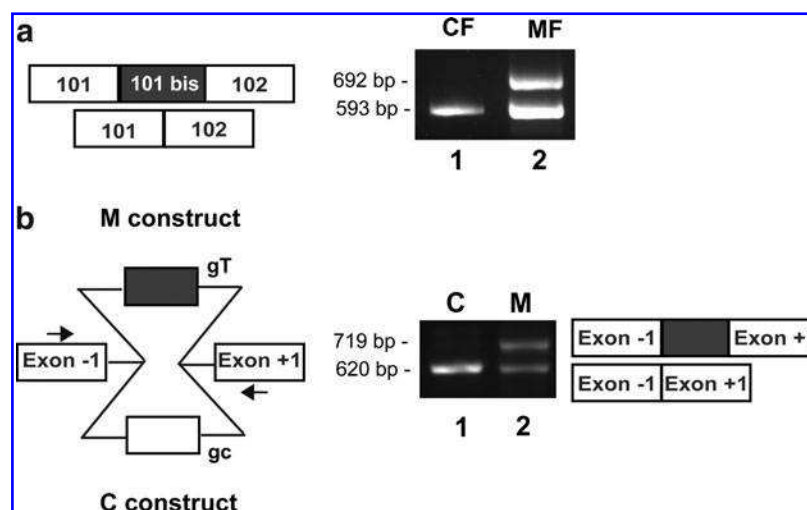 a
101 101 bis 102
101 102
CF MF
692 bp -
593 bp -
1 2
b
M construct
gT
Exon -1 Exon +1
gc
C construct
C M
719 bp -
620 bp -
1 2
Exon -1 Exon +
Exon -1 Exon +1